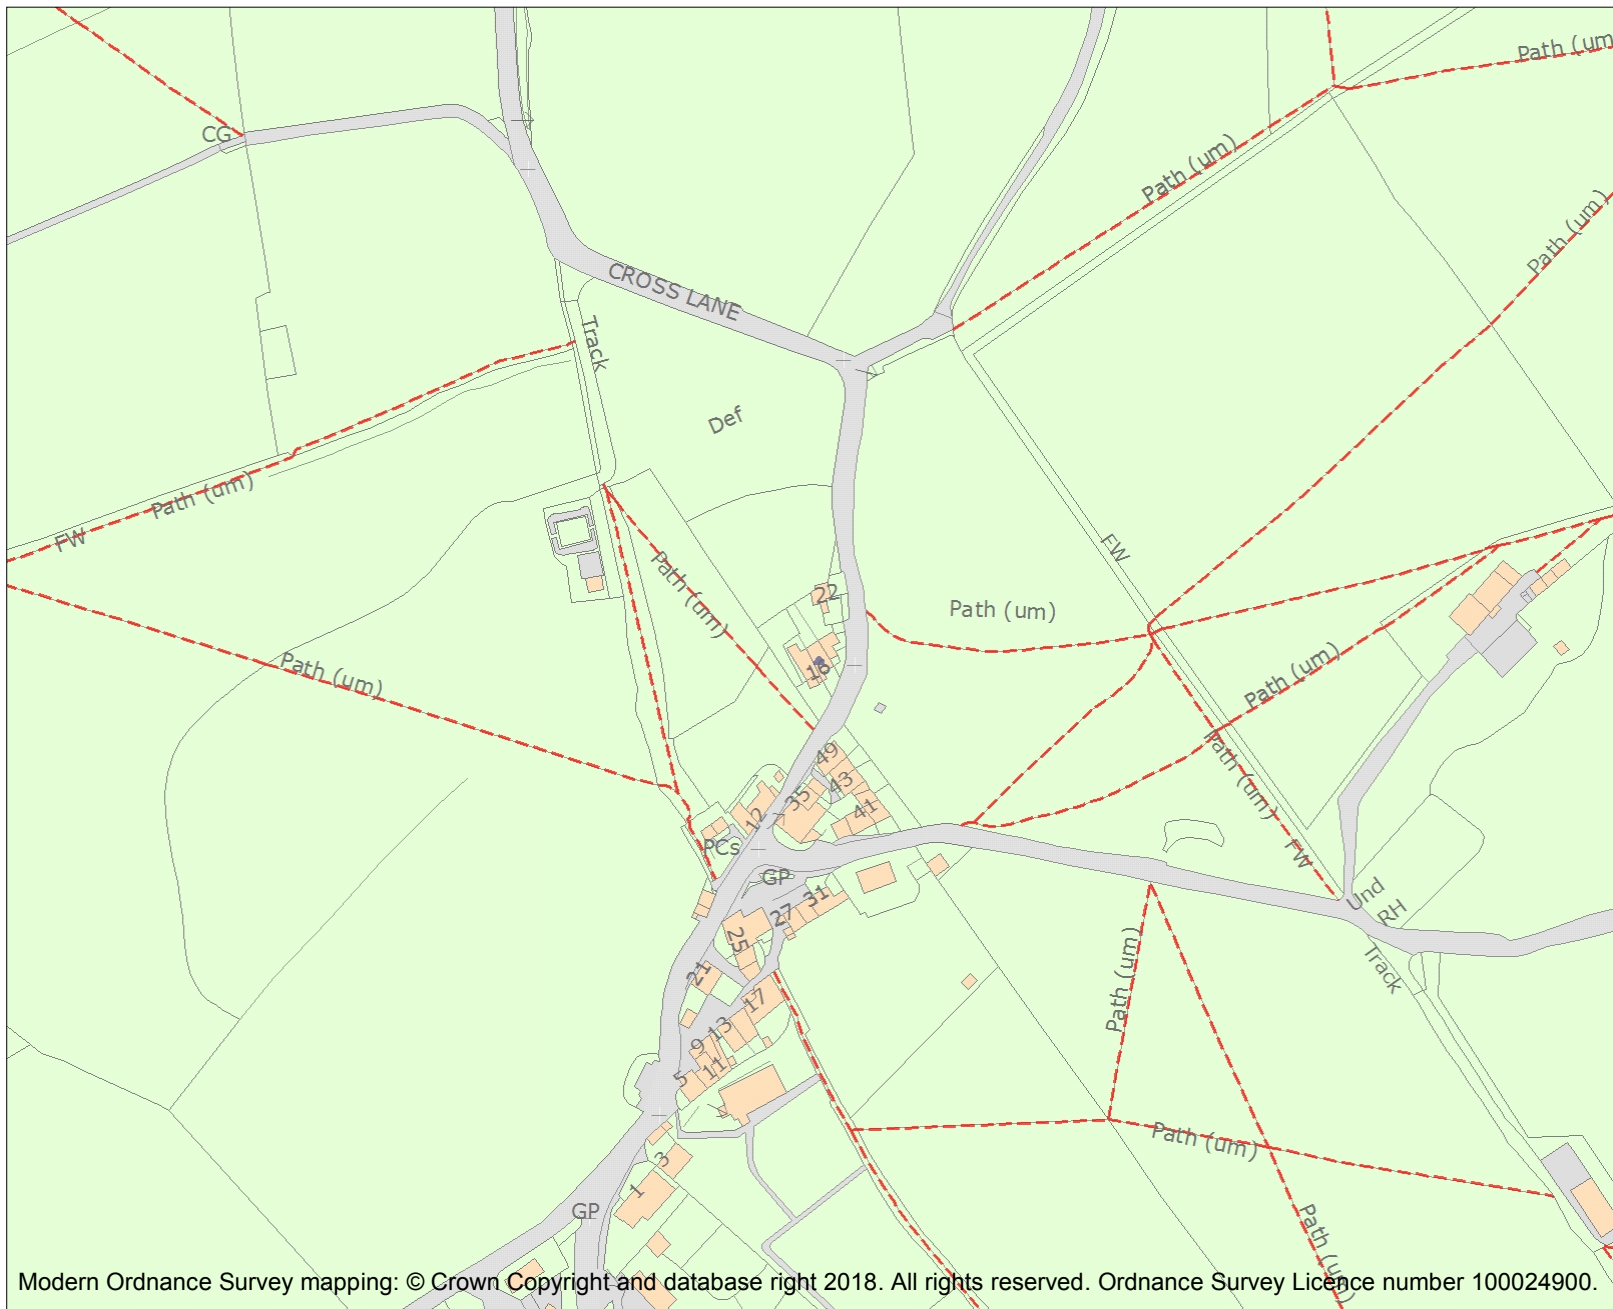 Path (um
CG
Path (um)
Path (um)
CROSS LANE
Track
Def
Path (um)
FW
FW
Path (um)
22
Path (um)
Path (um)
Path (um)
49
43
35
41
12
Path (um)
PCs
GP
FW
Und
RH
31
27
25
21
17
13
9
11
5
Path (um)
Track
Path (um)
3
1
GP
Path (um)
Modern Ordnance Survey mapping: © Crown Copyright and database right 2018. All rights reserved. Ordnance Survey Licence number 100024900.